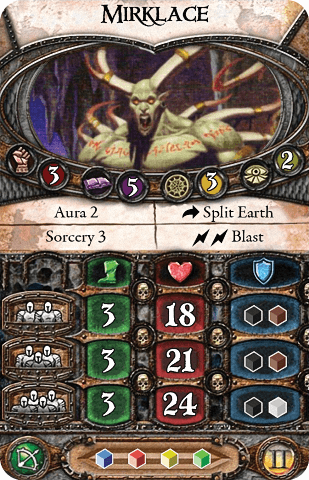 MIRKLACE
3 5 3 2
Aura 2 Split Earth
Sorcery 3 Blast
3 18
3 21
3 24
II